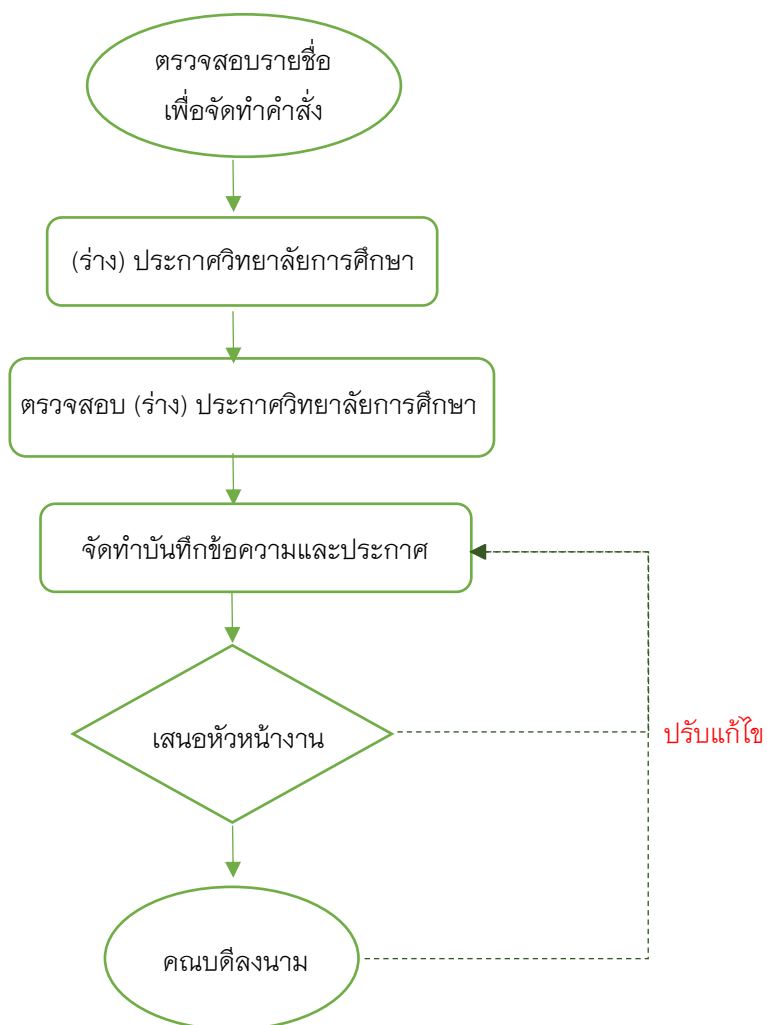 ตรวจสอบรายชื่อ
เพื่อจัดทำคำสั่ง
(ร่าง) ประกาศวิทยาลัยการศึกษา
ตรวจสอบ (ร่าง) ประกาศวิทยาลัยการศึกษา
จัดทำบันทึกข้อความและประกาศ
เสนอหัวหน้างาน
ปรับแก้ไข
คณบดีลงนาม